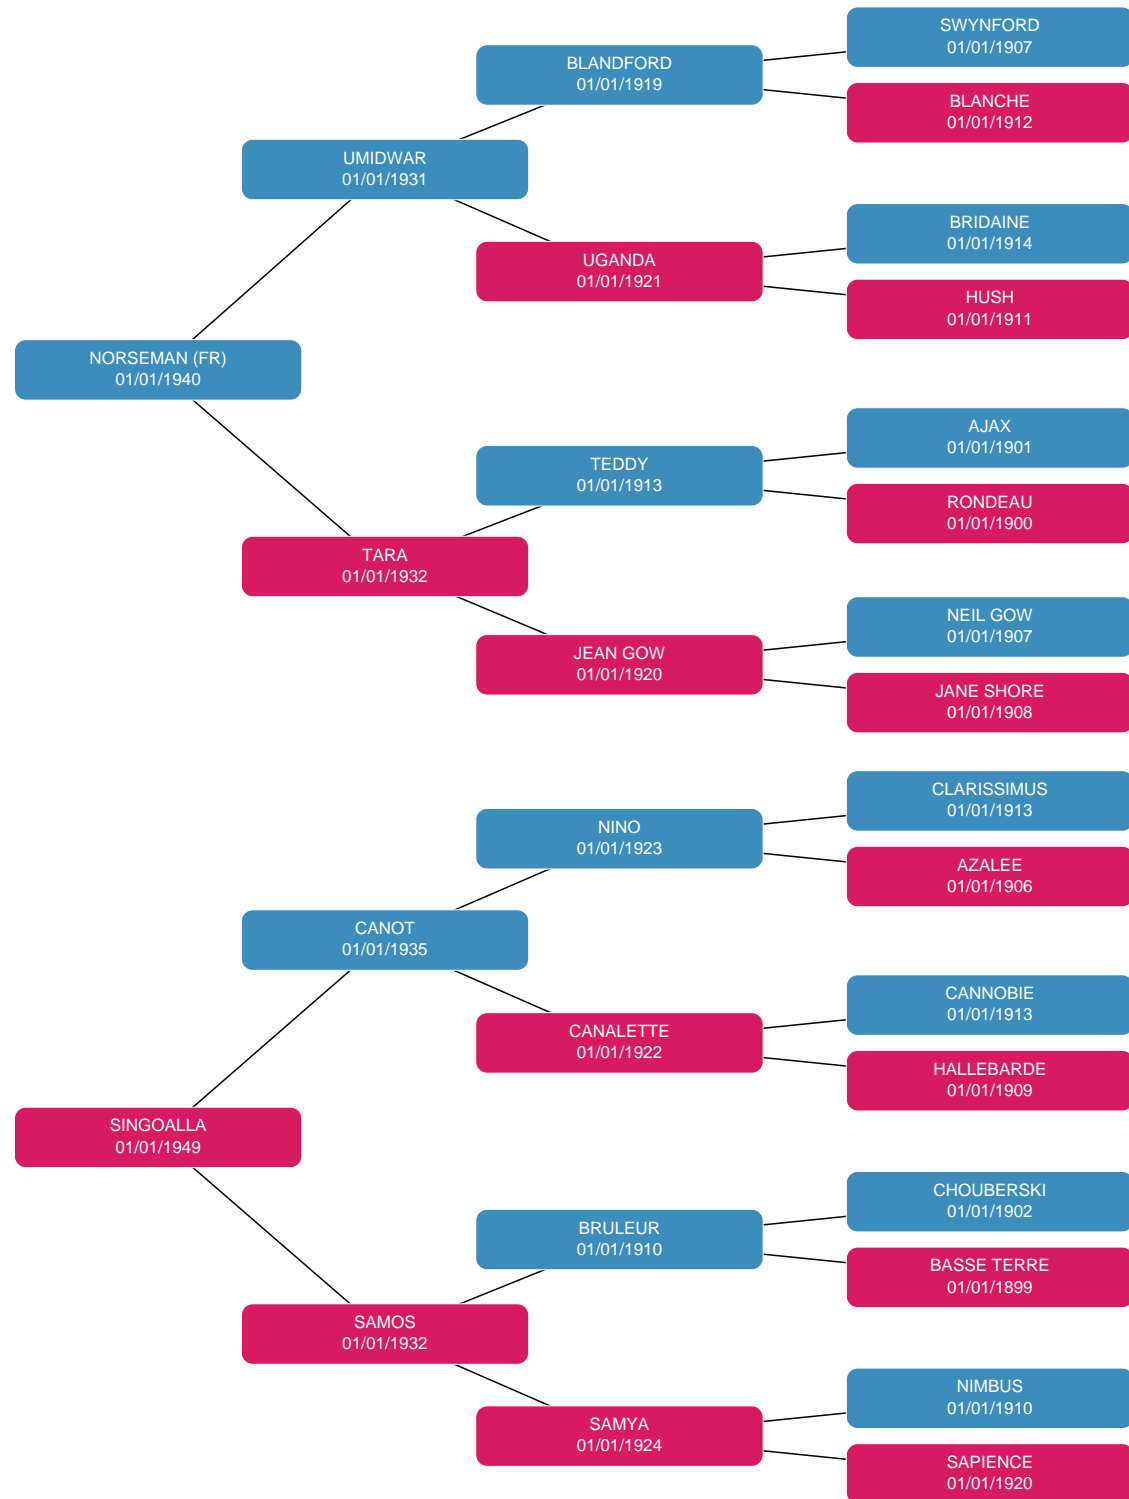 SWYNFORD
01/01/1907
BLANDFORD
01/01/1919
BLANCHE
01/01/1912
UMIDWAR
01/01/1931
BRIDAINE
01/01/1914
UGANDA
01/01/1921
HUSH
01/01/1911
NORSEMAN (FR)
01/01/1940
AJAX
01/01/1901
TEDDY
01/01/1913
RONDEAU
01/01/1900
TARA
01/01/1932
NEIL GOW
01/01/1907
JEAN GOW
01/01/1920
JANE SHORE
01/01/1908
CLARISSIMUS
01/01/1913
NINO
01/01/1923
AZALEE
01/01/1906
CANOT
01/01/1935
CANNOBIE
01/01/1913
CANALETTE
01/01/1922
HALLEBARDE
01/01/1909
SINGOALLA
01/01/1949
CHOUBERSKI
01/01/1902
BRULEUR
01/01/1910
BASSE TERRE
01/01/1899
SAMOS
01/01/1932
NIMBUS
01/01/1910
SAMYA
01/01/1924
SAPIENCE
01/01/1920